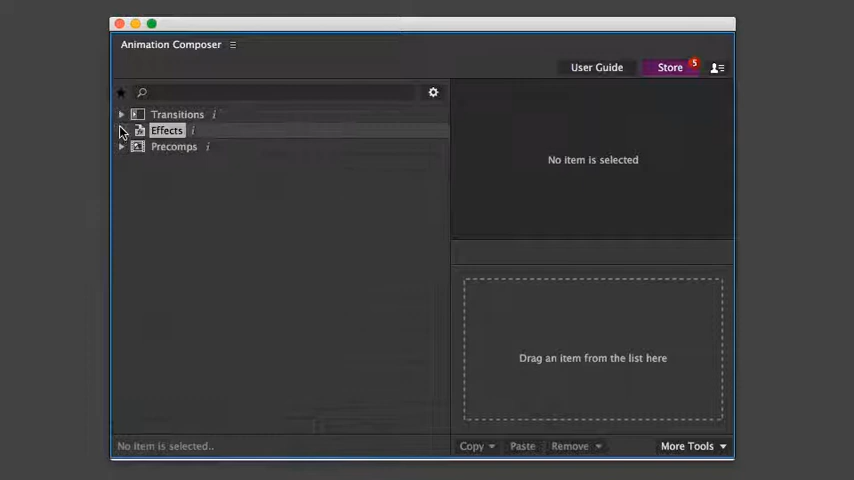 Animation Composer
User Guide
Store 5
Transitions i
Effects i
Precomps i
No item is selected
Drag an item from the list here
No item is selected..
Copy
Paste
Remove
More Tools